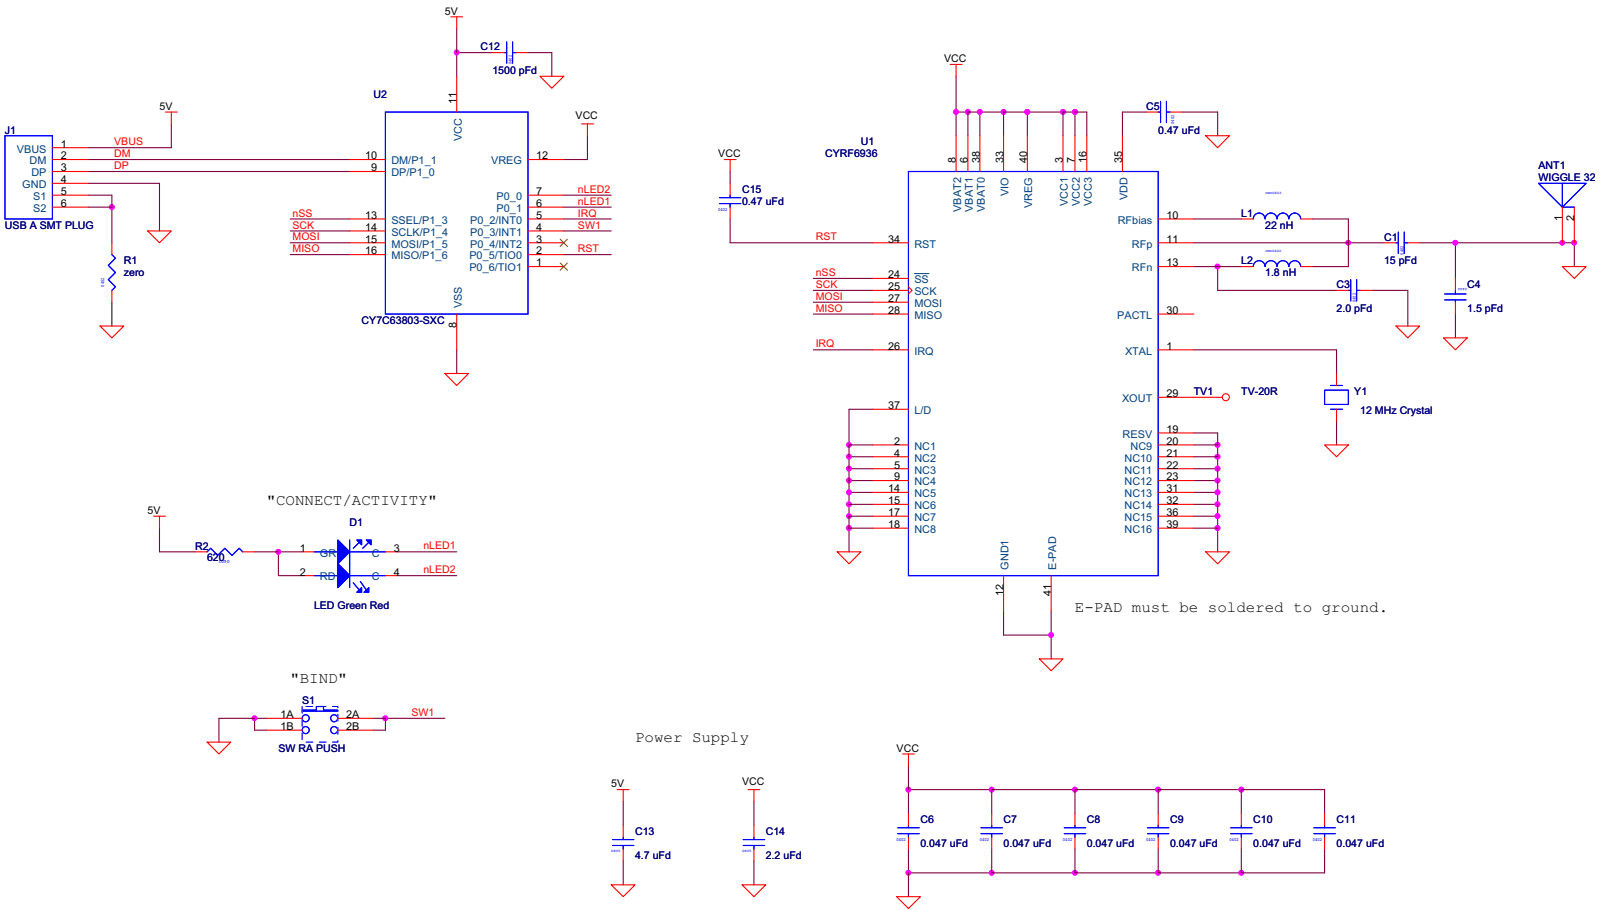 5V
C12
1500 pFd
U2
11
VCC
5V
J1
VBUS 1 VBUS
DM 2 DM
DP 3 DP
GND 4
S1 5
S2 6
USB A SMT PLUG
R1
zero
10 DM/P1_1
9 DP/P1_0
VREG 12
VCC
P0_0 7 nLED2
P0_1 6 nLED1
P0_2/INT0 5 IRQ
P0_3/INT1 4 SW1
P0_4/INT2 3
P0_5/TIO0 2 RST
P0_6/TIO1 1
nSS 13 SSEL/P1_3
SCK 14 SCLK/P1_4
MOSI 15 MOSI/P1_5
MISO 16 MISO/P1_6
VSS
8
CY7C63803-SXC
VCC
U1
CYRF6936
8 6 38 33 40 3 7 16 35
VBAT2 VBAT1 VBAT0 VIO VREG VCC1 VCC2 VCC3 VDD
C5
0.47 uFd
VCC
C15
0.47 uFd
RST 34 RST
nSS 24 SS
SCK 25 SCK
MOSI 27 MOSI
MISO 28 MISO
IRQ 26 IRQ
37 L/D
2 NC1
4 NC2
5 NC3
9 NC4
14 NC5
15 NC6
17 NC7
18 NC8
RFbias 10
RFp 11
RFn 13
PACTL 30
XTAL 1
XOUT 29 TV1 TV-20R
RESV 19
NC9 20
NC10 21
NC11 22
NC12 23
NC13 31
NC14 32
NC15 36
NC16 39
GND1 E-PAD
12 41
E-PAD must be soldered to ground.
L1
22 nH
L2
1.8 nH
C1
15 pFd
C3
2.0 pFd
C4
1.5 pFd
ANT1
WIGGLE 32
1 2
Y1
12 MHz Crystal
"CONNECT/ACTIVITY"
5V
D1
R2
620
1 GR C 3 nLED1
2 RD C 4 nLED2
LED Green Red
"BIND"
S1
1A 2A SW1
1B 2B
SW RA PUSH
Power Supply
5V
C13
4.7 uFd
VCC
C14
2.2 uFd
VCC
C6
0.047 uFd
C7
0.047 uFd
C8
0.047 uFd
C9
0.047 uFd
C10
0.047 uFd
C11
0.047 uFd